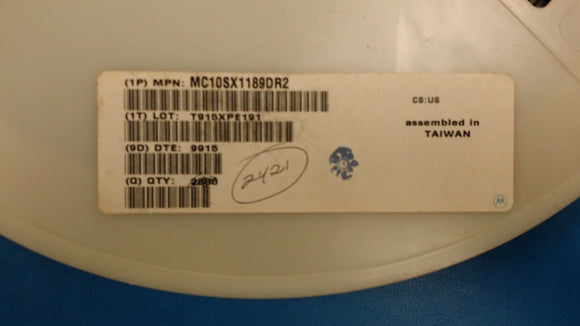 (1P) MPN: MC10SX1189DR2
(1T) LOT: T915XPE191
(9D) DTE: 9915
(Q) QTY: 2500
2421
CS:US
assembled in
TAIWAN